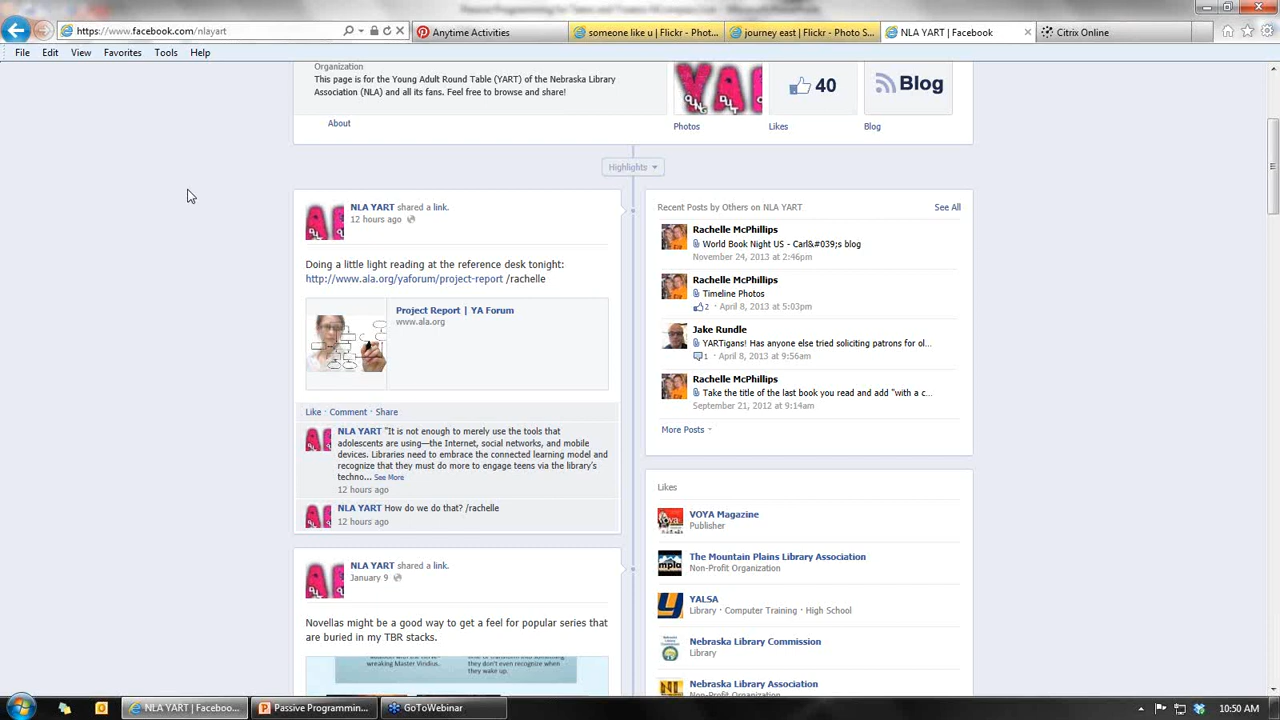 https://www.facebook.com/nlayart
Anytime Activities
someone like u | Flickr - Phot...
journey east | Flickr - Photo S...
NLA YART | Facebook
Citrix Online
File Edit View Favorites Tools Help
Organization
This page is for the Young Adult Round Table (YART) of the Nebraska Library
Association (NLA) and all its fans. Feel free to browse and share!
About
40
Blog
Photos
Likes
Blog
Highlights
NLA YART shared a link.
12 hours ago
Doing a little light reading at the reference desk tonight:
http://www.ala.org/yaforum/project-report /rachelle
Project Report | YA Forum
www.ala.org
Like · Comment · Share
NLA YART "It is not enough to merely use the tools that
adolescents are using—the Internet, social networks, and mobile
devices. Libraries need to embrace the connected learning model and
recognize that they must do more to engage teens via the library's
techno... See More
12 hours ago
NLA YART How do we do that? /rachelle
12 hours ago
NLA YART shared a link.
January 9
Novellas might be a good way to get a feel for popular series that
are buried in my TBR stacks.
wreaking Master Viridius.
they don't even recognize when
they wake up.
Recent Posts by Others on NLA YART
See All
Rachelle McPhillips
World Book Night US - Carl&#039;s blog
November 24, 2013 at 2:46pm
Rachelle McPhillips
Timeline Photos
2 · April 8, 2013 at 5:03pm
Jake Rundle
YARTigans! Has anyone else tried soliciting patrons for ol...
1 · April 8, 2013 at 9:56am
Rachelle McPhillips
Take the title of the last book you read and add "with a c...
September 21, 2012 at 9:14am
More Posts
Likes
VOYA Magazine
Publisher
The Mountain Plains Library Association
Non-Profit Organization
YALSA
Library · Computer Training · High School
Nebraska Library Commission
Library
Nebraska Library Association
Non-Profit Organization
NLA YART | Faceboo...
Passive Programmin...
GoToWebinar
10:50 AM